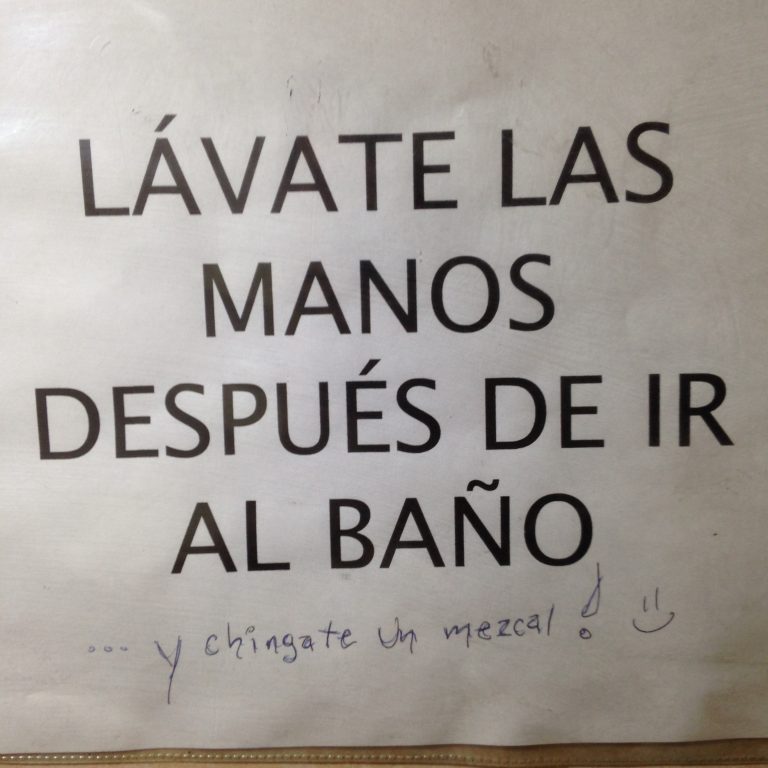 LÁVATE LAS
MANOS
DESPUÉS DE IR
AL BAÑO
... y chingate un mezcal!